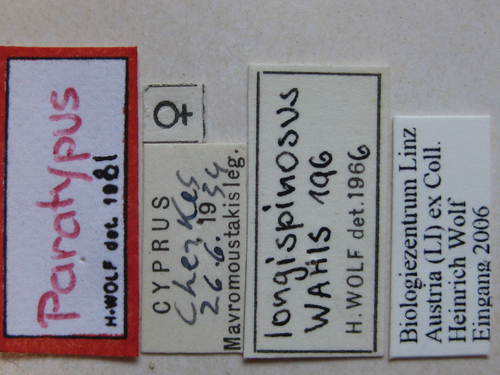 Paratypus
H. WOLF det. 1981
♀
CYPRUS
Cherkes
26.6. 1934
Mavromoustakis leg.
longispinosus
WAHIS 196
H. WOLF det. 1966
Biologiezentrum Linz
Austria (LI) ex Coll.
Heinrich Wolf
Eingang 2006